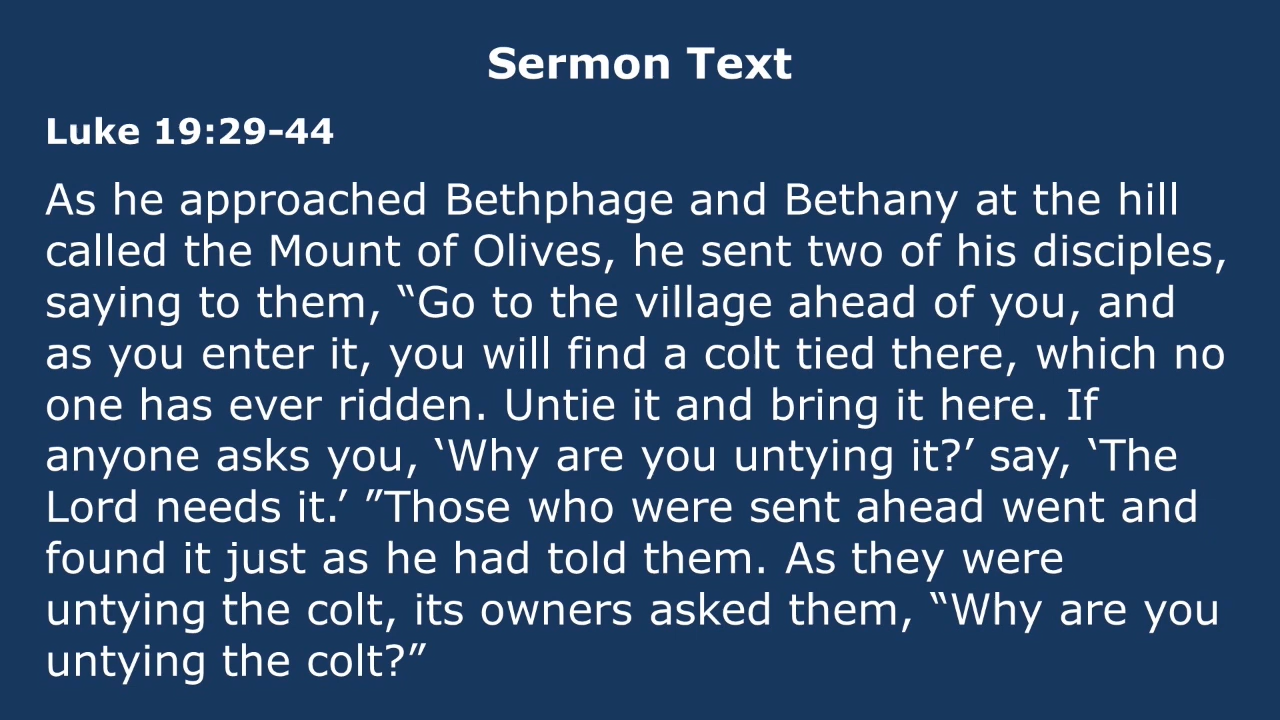 Sermon Text
Luke 19:29-44
As he approached Bethphage and Bethany at the hill
called the Mount of Olives, he sent two of his disciples,
saying to them, “Go to the village ahead of you, and
as you enter it, you will find a colt tied there, which no
one has ever ridden. Untie it and bring it here. If
anyone asks you, ‘Why are you untying it?’ say, ‘The
Lord needs it.’ ”Those who were sent ahead went and
found it just as he had told them. As they were
untying the colt, its owners asked them, “Why are you
untying the colt?”